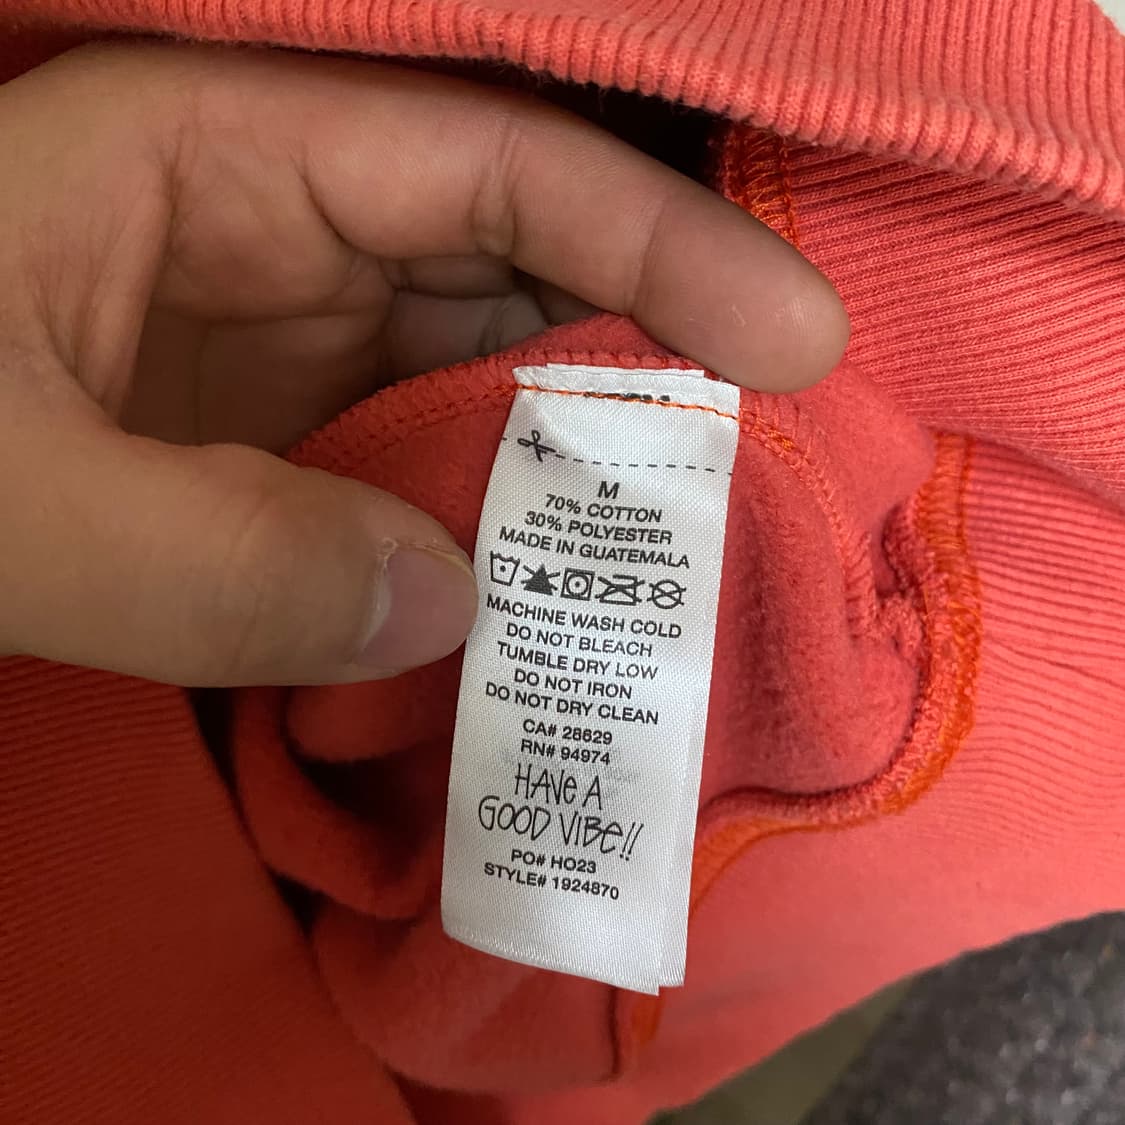 M
70% COTTON
30% POLYESTER
MADE IN GUATEMALA
MACHINE WASH COLD
DO NOT BLEACH
TUMBLE DRY LOW
DO NOT IRON
DO NOT DRY CLEAN
CA# 28629
RN# 94974
HAVe A
GOOD VIBe!!
PO# HO23
STYLE# 1924870